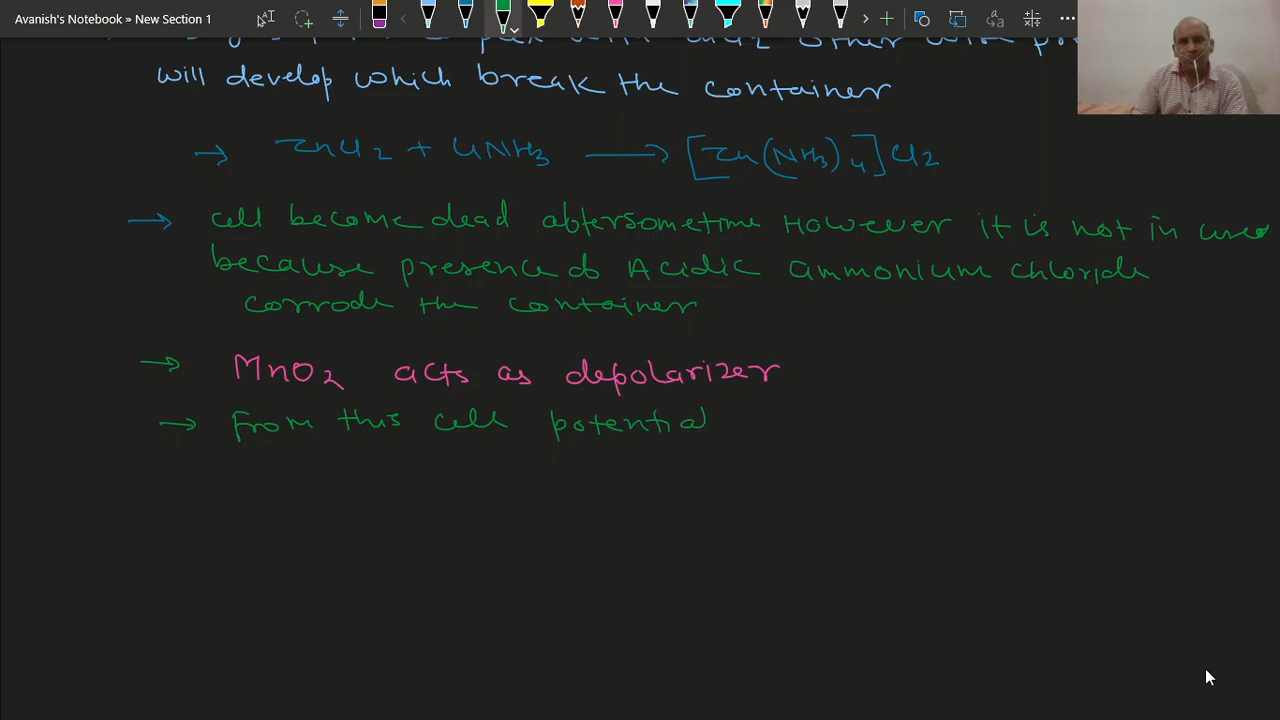 Avanish's Notebook » New Section 1
other wise
will develop which break the container
→ ZnCl2 + 4NH3 → [Zn(NH3)4]Cl2
→ cell become dead aftersometime However it is not in use
because presence of Acidic ammonium chloride
corrode the container
→ MnO2 acts as depolarizer
→ From this cell potential